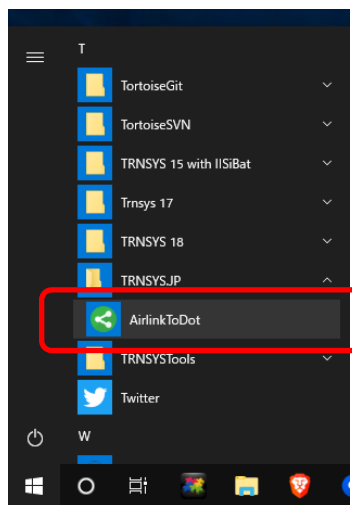 T
TortoiseGit
TortoiseSVN
TRNSYS 15 with IISiBat
Trnsys 17
TRNSYS 18
TRNSYS.JP
AirlinkToDot
TRNSYSTools
Twitter
W